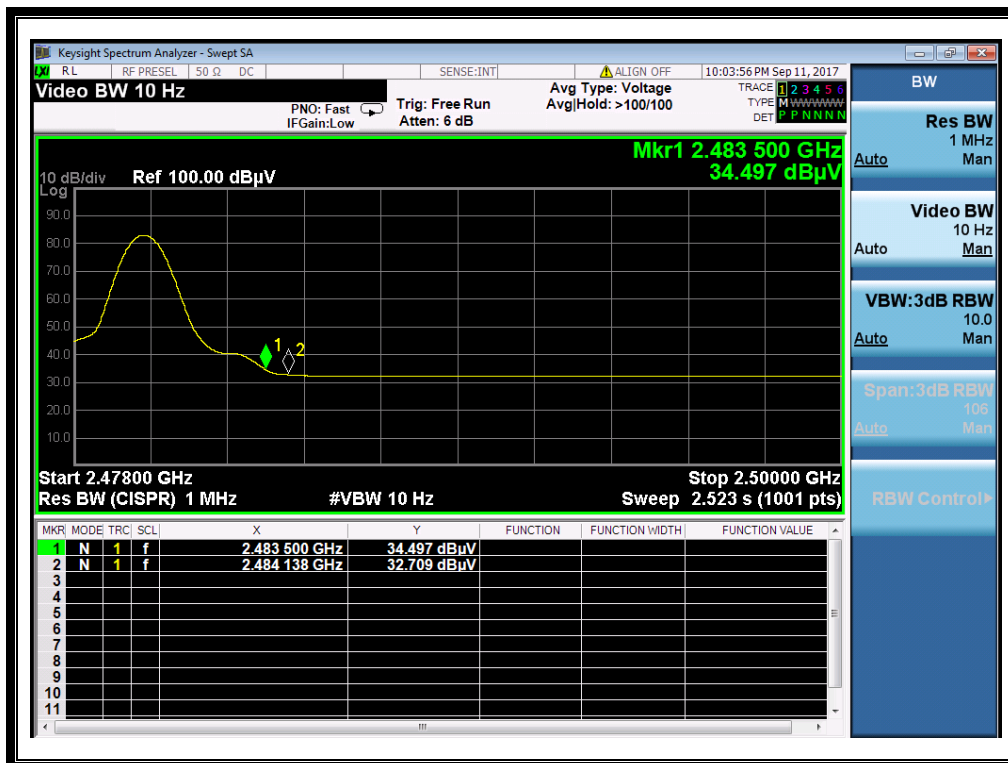 Keysight Spectrum Analyzer - Swept SA
LXI RL RF PRESEL 50 Ω DC SENSE:INT ALIGN OFF 10:03:56 PM Sep 11, 2017
Video BW 10 Hz
PNO: Fast
IFGain:Low
Trig: Free Run
Atten: 6 dB
Avg Type: Voltage
Avg|Hold: >100/100
TRACE 1 2 3 4 5 6
TYPE M WWWWW
DET P P N N N N
Mkr1 2.483 500 GHz
34.497 dBµV
10 dB/div Ref 100.00 dBµV
Log
90.0
80.0
70.0
60.0
50.0
40.0
30.0
20.0
10.0
1
2
Start 2.47800 GHz Stop 2.50000 GHz
Res BW (CISPR) 1 MHz #VBW 10 Hz Sweep 2.523 s (1001 pts)
MKR MODE TRC SCL X Y FUNCTION FUNCTION WIDTH FUNCTION VALUE
1 N 1 f 2.483 500 GHz 34.497 dBµV
2 N 1 f 2.484 138 GHz 32.709 dBµV
3
4
5
6
7
8
9
10
11
BW
Res BW
1 MHz
Auto Man
Video BW
10 Hz
Auto Man
VBW:3dB RBW
10.0
Auto Man
Span:3dB RBW
106
Auto Man
RBW Control